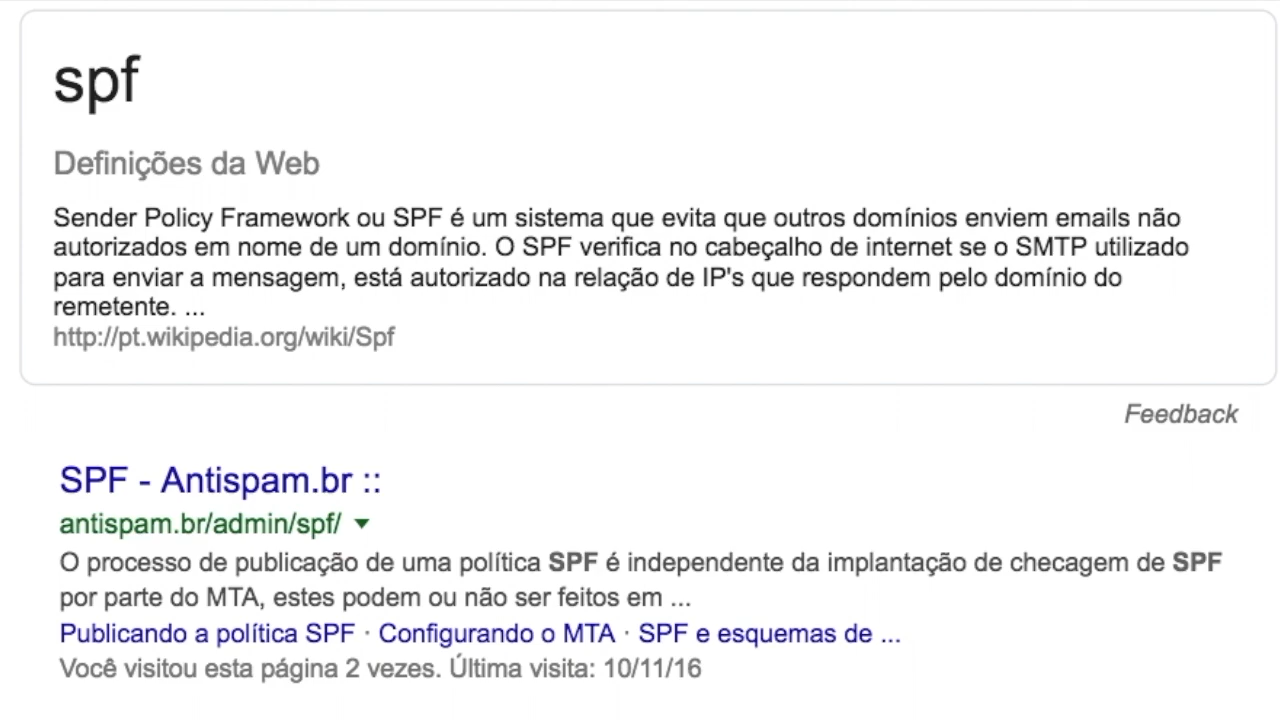 spf
Definições da Web
Sender Policy Framework ou SPF é um sistema que evita que outros domínios enviem emails não
autorizados em nome de um domínio. O SPF verifica no cabeçalho de internet se o SMTP utilizado
para enviar a mensagem, está autorizado na relação de IP's que respondem pelo domínio do
remetente. ...
http://pt.wikipedia.org/wiki/Spf
Feedback
SPF - Antispam.br ::
antispam.br/admin/spf/
O processo de publicação de uma política SPF é independente da implantação de checagem de SPF
por parte do MTA, estes podem ou não ser feitos em ...
Publicando a política SPF · Configurando o MTA · SPF e esquemas de ...
Você visitou esta página 2 vezes. Última visita: 10/11/16